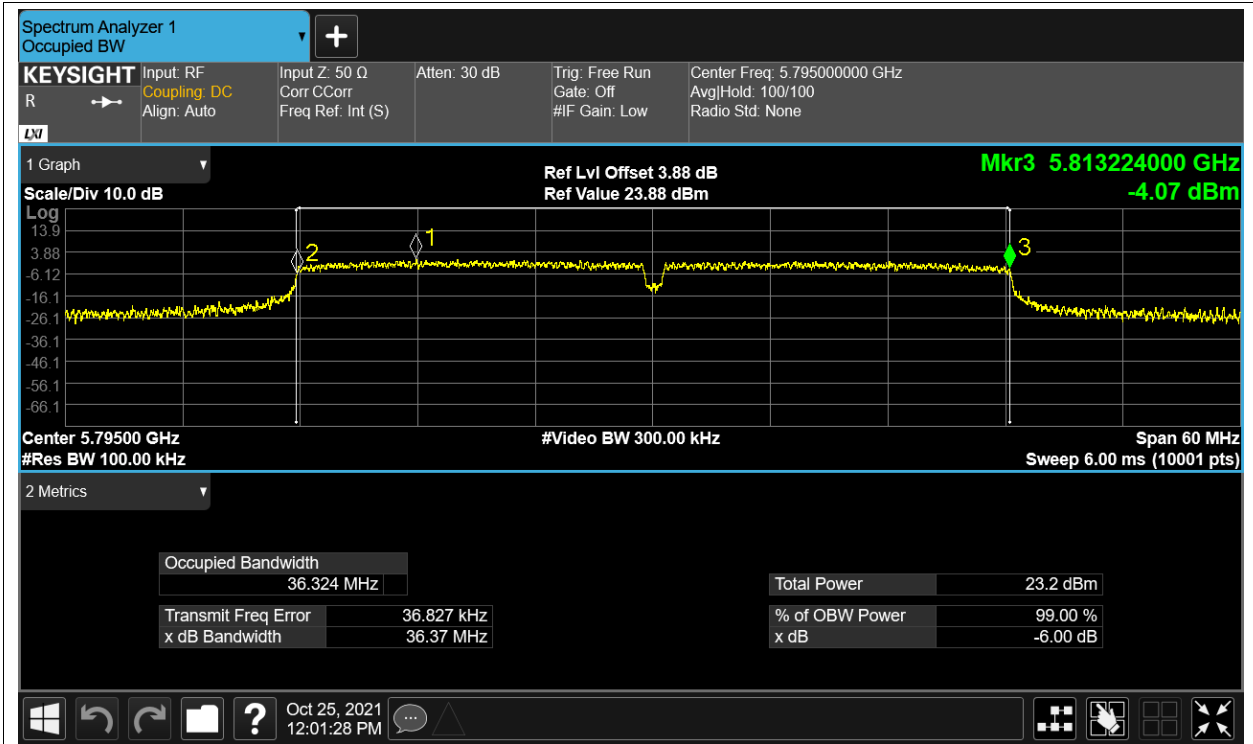 Spectrum Analyzer 1
Occupied BW
KEYSIGHT
R
LXI
Input: RF
Coupling: DC
Align: Auto
Input Z: 50 Ω
Corr CCorr
Freq Ref: Int (S)
Atten: 30 dB
Trig: Free Run
Gate: Off
#IF Gain: Low
Center Freq: 5.795000000 GHz
Avg|Hold: 100/100
Radio Std: None
1 Graph
Scale/Div 10.0 dB
Ref Lvl Offset 3.88 dB
Ref Value 23.88 dBm
Mkr3 5.813224000 GHz
-4.07 dBm
Log
13.9
3.88
-6.12
-16.1
-26.1
-36.1
-46.1
-56.1
-66.1
2
1
3
Center 5.79500 GHz
#Res BW 100.00 kHz
#Video BW 300.00 kHz
Span 60 MHz
Sweep 6.00 ms (10001 pts)
2 Metrics
Occupied Bandwidth
36.324 MHz
Transmit Freq Error 36.827 kHz
x dB Bandwidth 36.37 MHz
Total Power 23.2 dBm
% of OBW Power 99.00 %
x dB -6.00 dB
?
Oct 25, 2021
12:01:28 PM